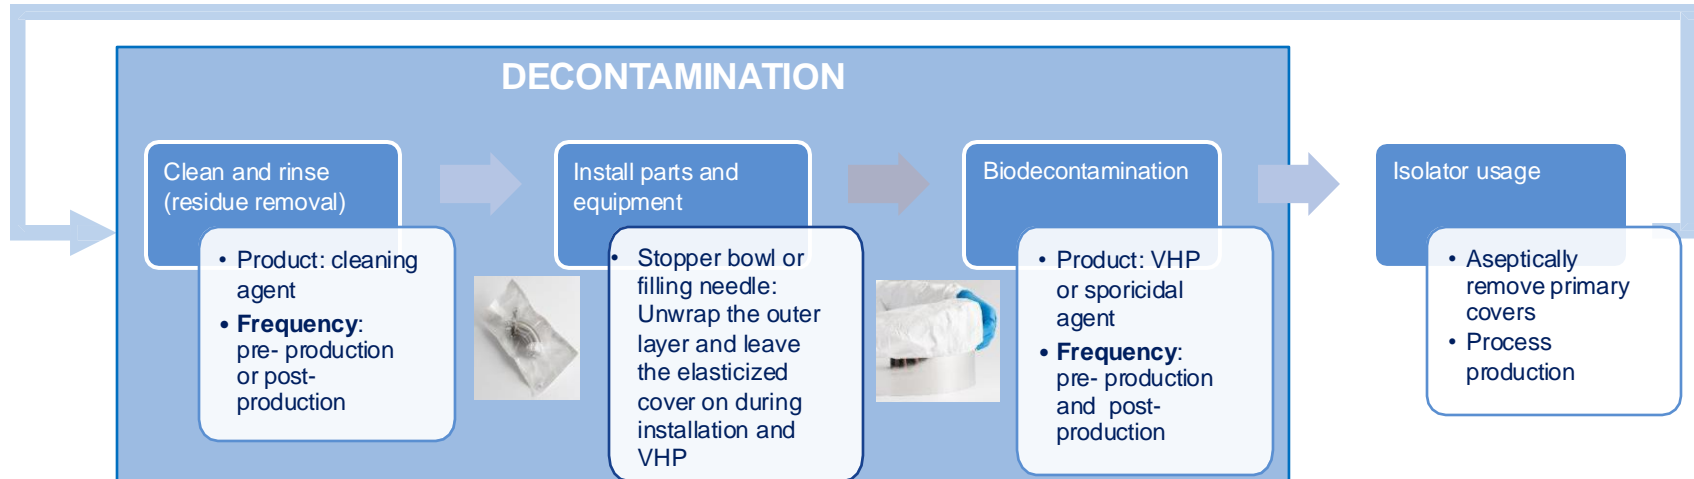 DECONTAMINATION
Clean and rinse
(residue removal)
• Product: cleaning
agent
• Frequency:
pre- production
or post-
production
Install parts and
equipment
• Stopper bowl or
filling needle:
Unwrap the outer
layer and leave
the elasticized
cover on during
installation and
VHP
Biodecontamination
• Product: VHP
or sporicidal
agent
• Frequency:
pre- production
and post-
production
Isolator usage
• Aseptically
remove primary
covers
• Process
production